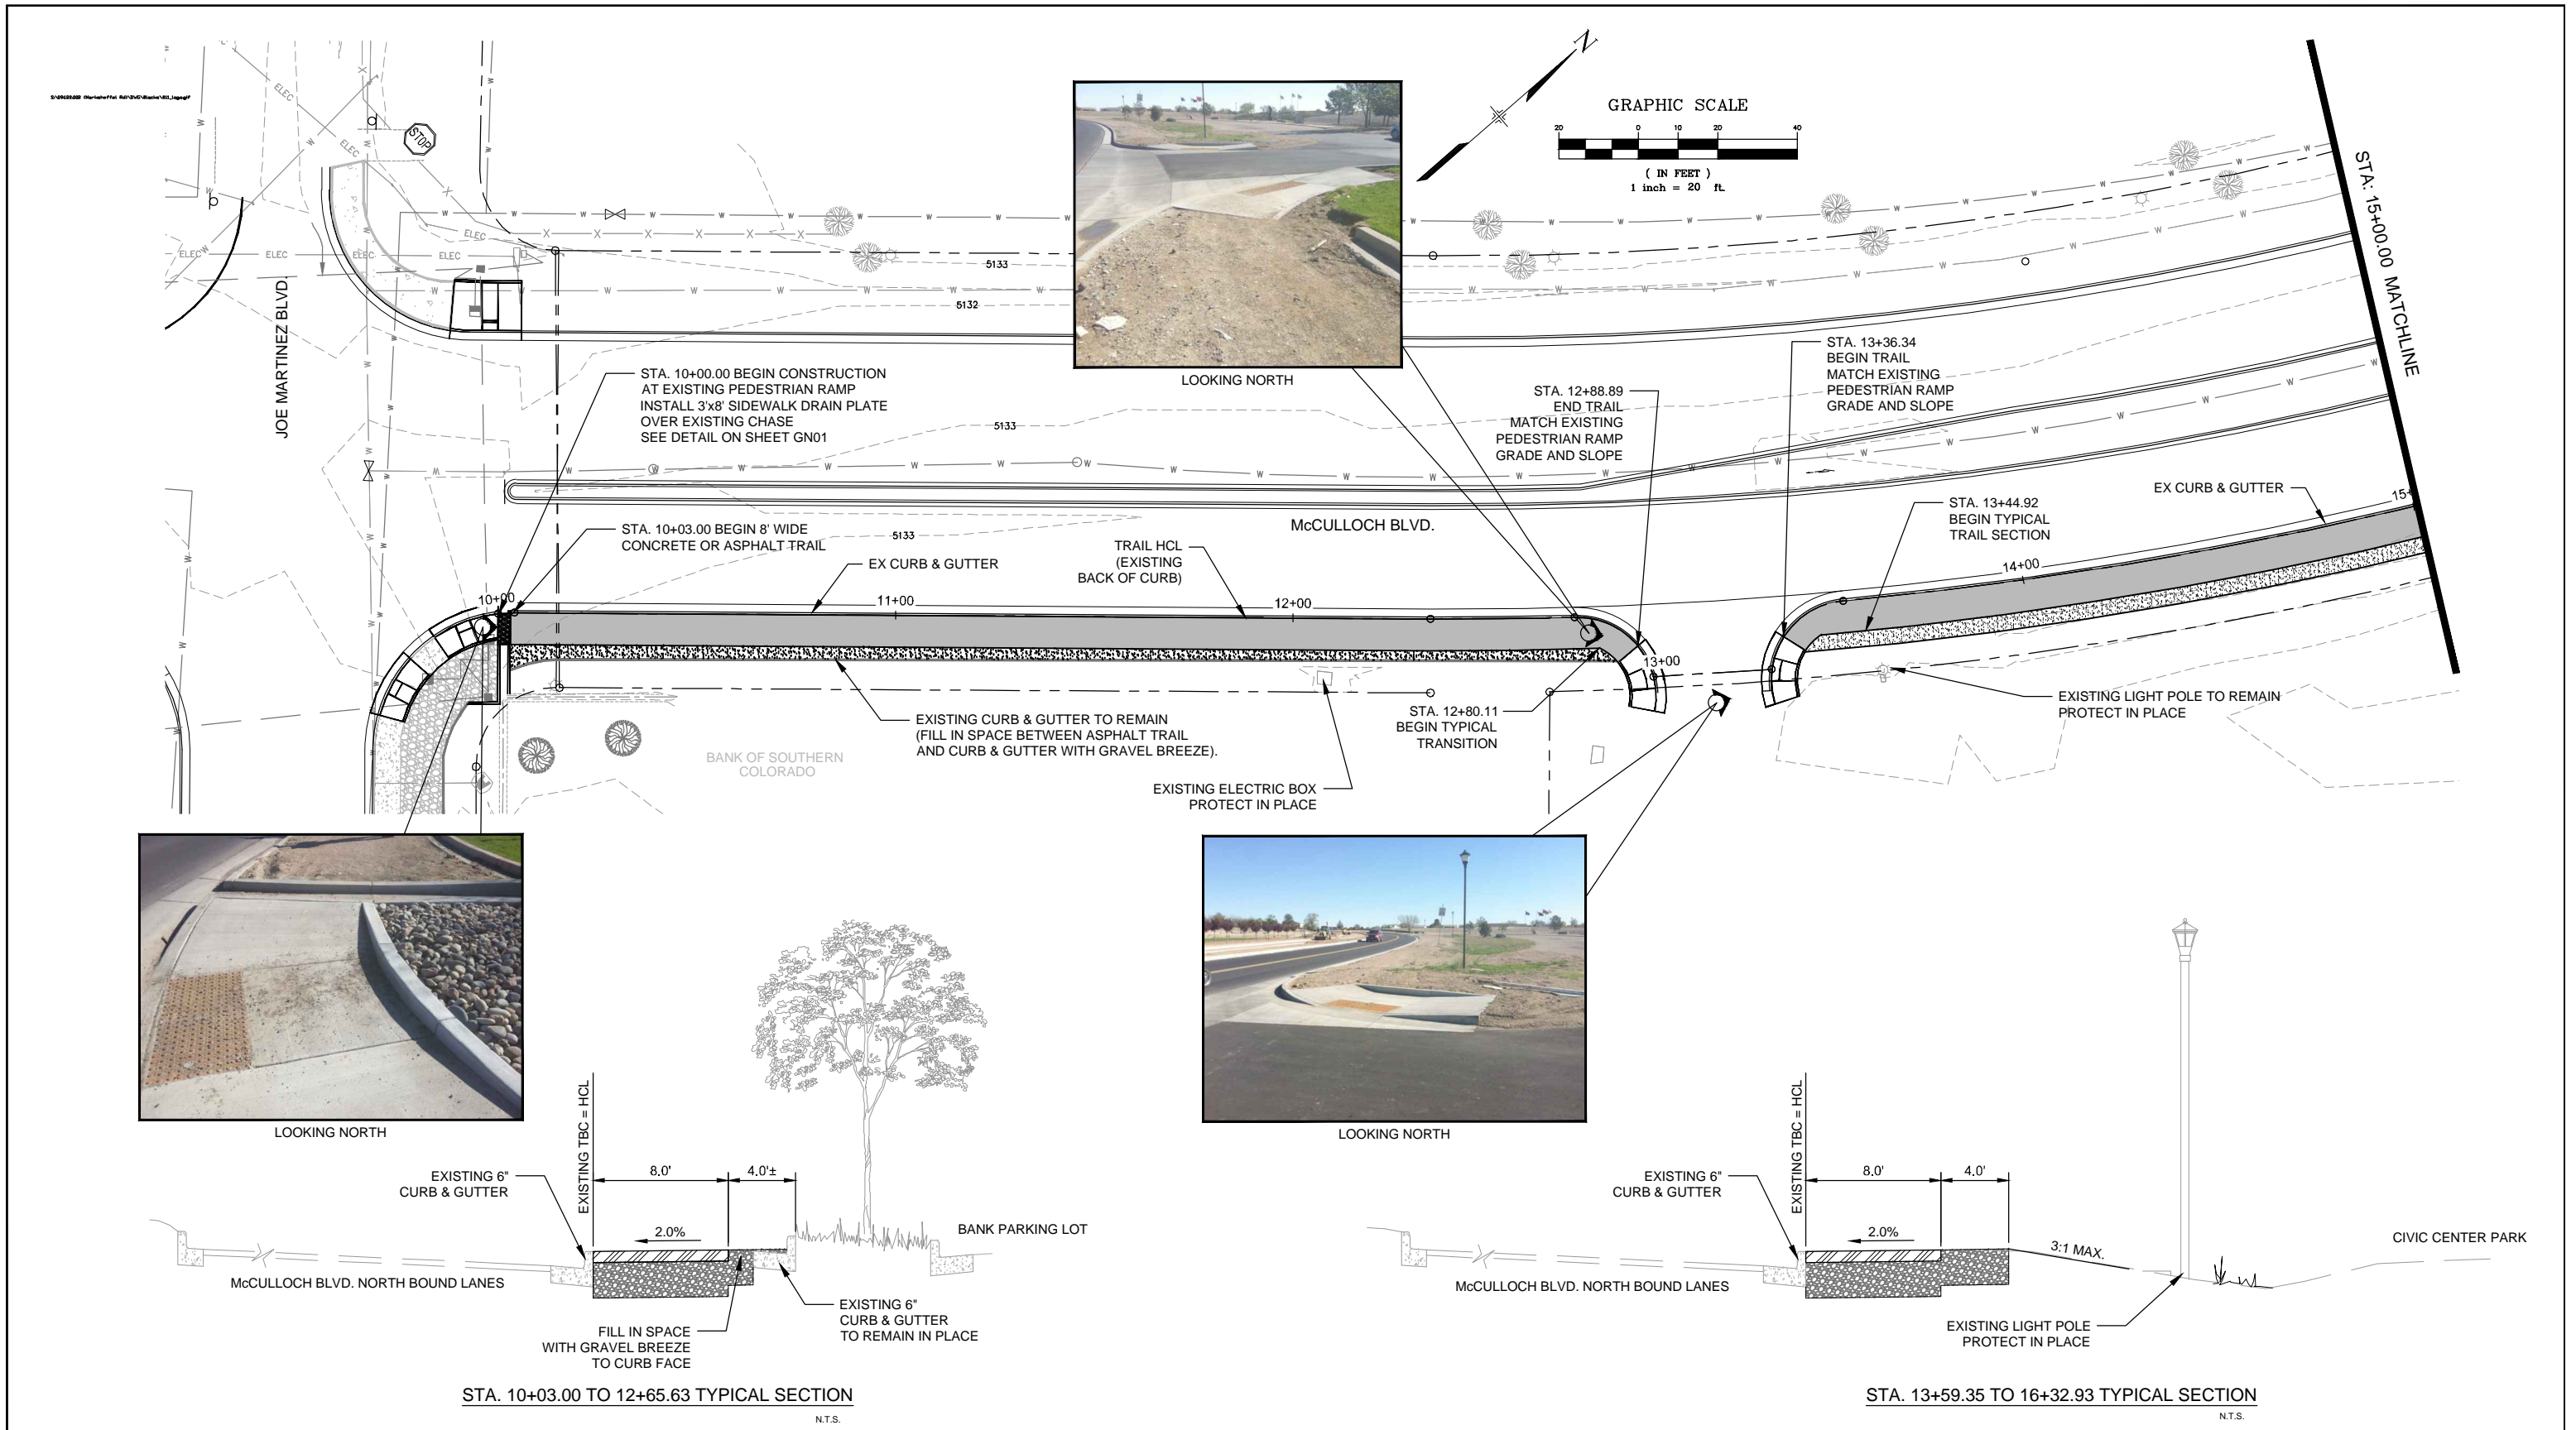 STOP
ELEC
ELEC
ELEC
ELEC
ELEC
ELEC
JOE MARTINEZ BLVD.
N
GRAPHIC SCALE
20 0 10 20 40
( IN FEET )
1 inch = 20 ft.
STA: 15+00.00 MATCHLINE
5133
5132
LOOKING NORTH
STA. 10+00.00 BEGIN CONSTRUCTION
AT EXISTING PEDESTRIAN RAMP
INSTALL 3'x8' SIDEWALK DRAIN PLATE
OVER EXISTING CHASE
SEE DETAIL ON SHEET GN01
5133
STA. 12+88.89
END TRAIL
MATCH EXISTING
PEDESTRIAN RAMP
GRADE AND SLOPE
STA. 13+36.34
BEGIN TRAIL
MATCH EXISTING
PEDESTRIAN RAMP
GRADE AND SLOPE
STA. 10+03.00 BEGIN 8' WIDE
CONCRETE OR ASPHALT TRAIL
5133
EX CURB & GUTTER
TRAIL HCL
(EXISTING
BACK OF CURB)
McCULLOCH BLVD.
STA. 13+44.92
BEGIN TYPICAL
TRAIL SECTION
EX CURB & GUTTER
15+
10+00
11+00
12+00
13+00
14+00
EXISTING CURB & GUTTER TO REMAIN
(FILL IN SPACE BETWEEN ASPHALT TRAIL
AND CURB & GUTTER WITH GRAVEL BREEZE).
BANK OF SOUTHERN
COLORADO
EXISTING ELECTRIC BOX
PROTECT IN PLACE
STA. 12+80.11
BEGIN TYPICAL
TRANSITION
EXISTING LIGHT POLE TO REMAIN
PROTECT IN PLACE
LOOKING NORTH
LOOKING NORTH
EXISTING TBC = HCL
EXISTING 6"
CURB & GUTTER
8.0'
4.0'±
2.0%
BANK PARKING LOT
McCULLOCH BLVD. NORTH BOUND LANES
EXISTING 6"
CURB & GUTTER
TO REMAIN IN PLACE
FILL IN SPACE
WITH GRAVEL BREEZE
TO CURB FACE
STA. 10+03.00 TO 12+65.63 TYPICAL SECTION
N.T.S.
EXISTING TBC = HCL
EXISTING 6"
CURB & GUTTER
8.0'
4.0'
2.0%
3:1 MAX.
CIVIC CENTER PARK
McCULLOCH BLVD. NORTH BOUND LANES
EXISTING LIGHT POLE
PROTECT IN PLACE
STA. 13+59.35 TO 16+32.93 TYPICAL SECTION
N.T.S.